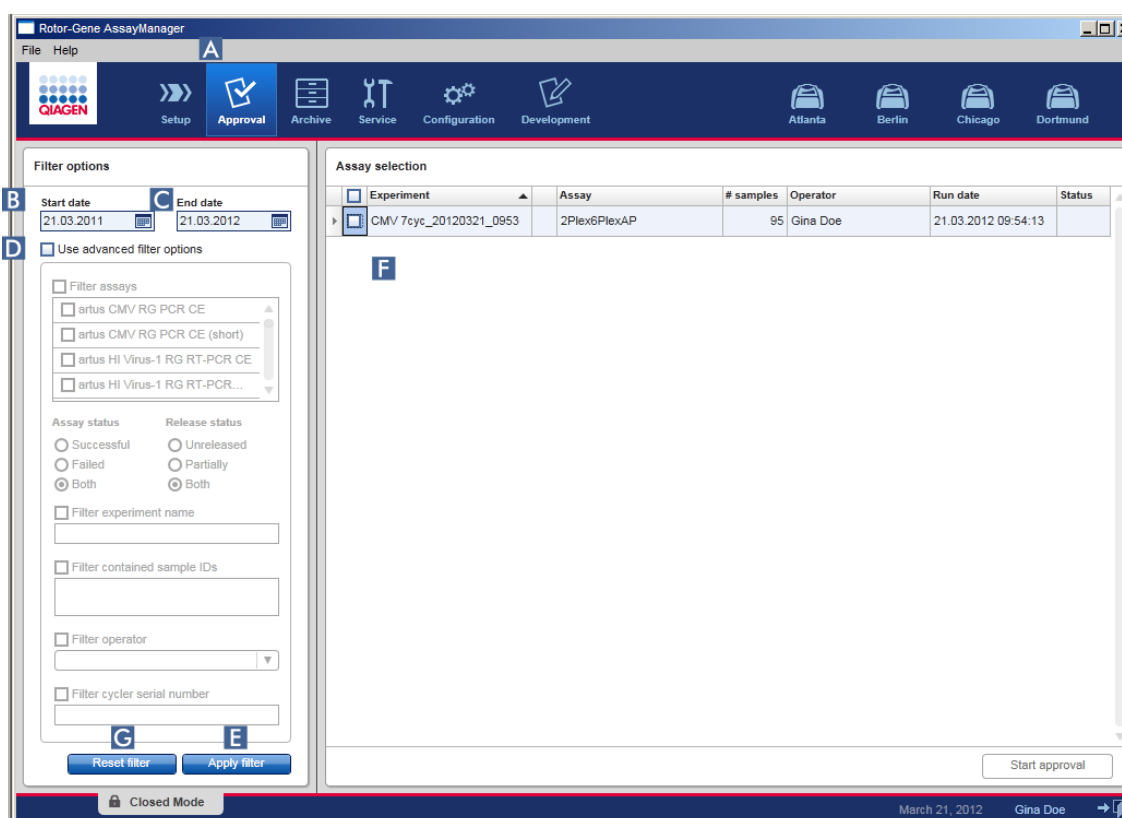 Rotor-Gene AssayManager
File Help
A
QIAGEN
Setup Approval Archive Service Configuration Development Atlanta Berlin Chicago Dortmund
Filter options
Assay selection
B Start date C End date
21.03.2011 21.03.2012
D Use advanced filter options
Experiment Assay # samples Operator Run date Status
CMV 7cyc_20120321_0953 2Plex6PlexAP 95 Gina Doe 21.03.2012 09:54:13
F
Filter assays
artus CMV RG PCR CE
artus CMV RG PCR CE (short)
artus HI Virus-1 RG RT-PCR CE
artus HI Virus-1 RG RT-PCR...
Assay status Release status
Successful Unreleased
Failed Partially
Both Both
Filter experiment name
Filter contained sample IDs
Filter operator
Filter cycler serial number
G E
Reset filter Apply filter
Start approval
Closed Mode
March 21, 2012 Gina Doe